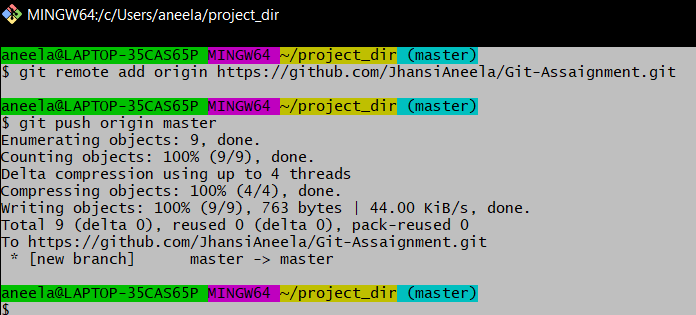 MINGW64:/c/Users/aneela/project_dir
aneela@LAPTOP-35CAS65P MINGW64 ~/project_dir (master)
$ git remote add origin https://github.com/JhansiAneela/Git-Assaignment.git
aneela@LAPTOP-35CAS65P MINGW64 ~/project_dir (master)
$ git push origin master
Enumerating objects: 9, done.
Counting objects: 100% (9/9), done.
Delta compression using up to 4 threads
Compressing objects: 100% (4/4), done.
Writing objects: 100% (9/9), 763 bytes | 44.00 KiB/s, done.
Total 9 (delta 0), reused 0 (delta 0), pack-reused 0
To https://github.com/JhansiAneela/Git-Assaignment.git
 * [new branch]      master -> master
aneela@LAPTOP-35CAS65P MINGW64 ~/project_dir (master)
$